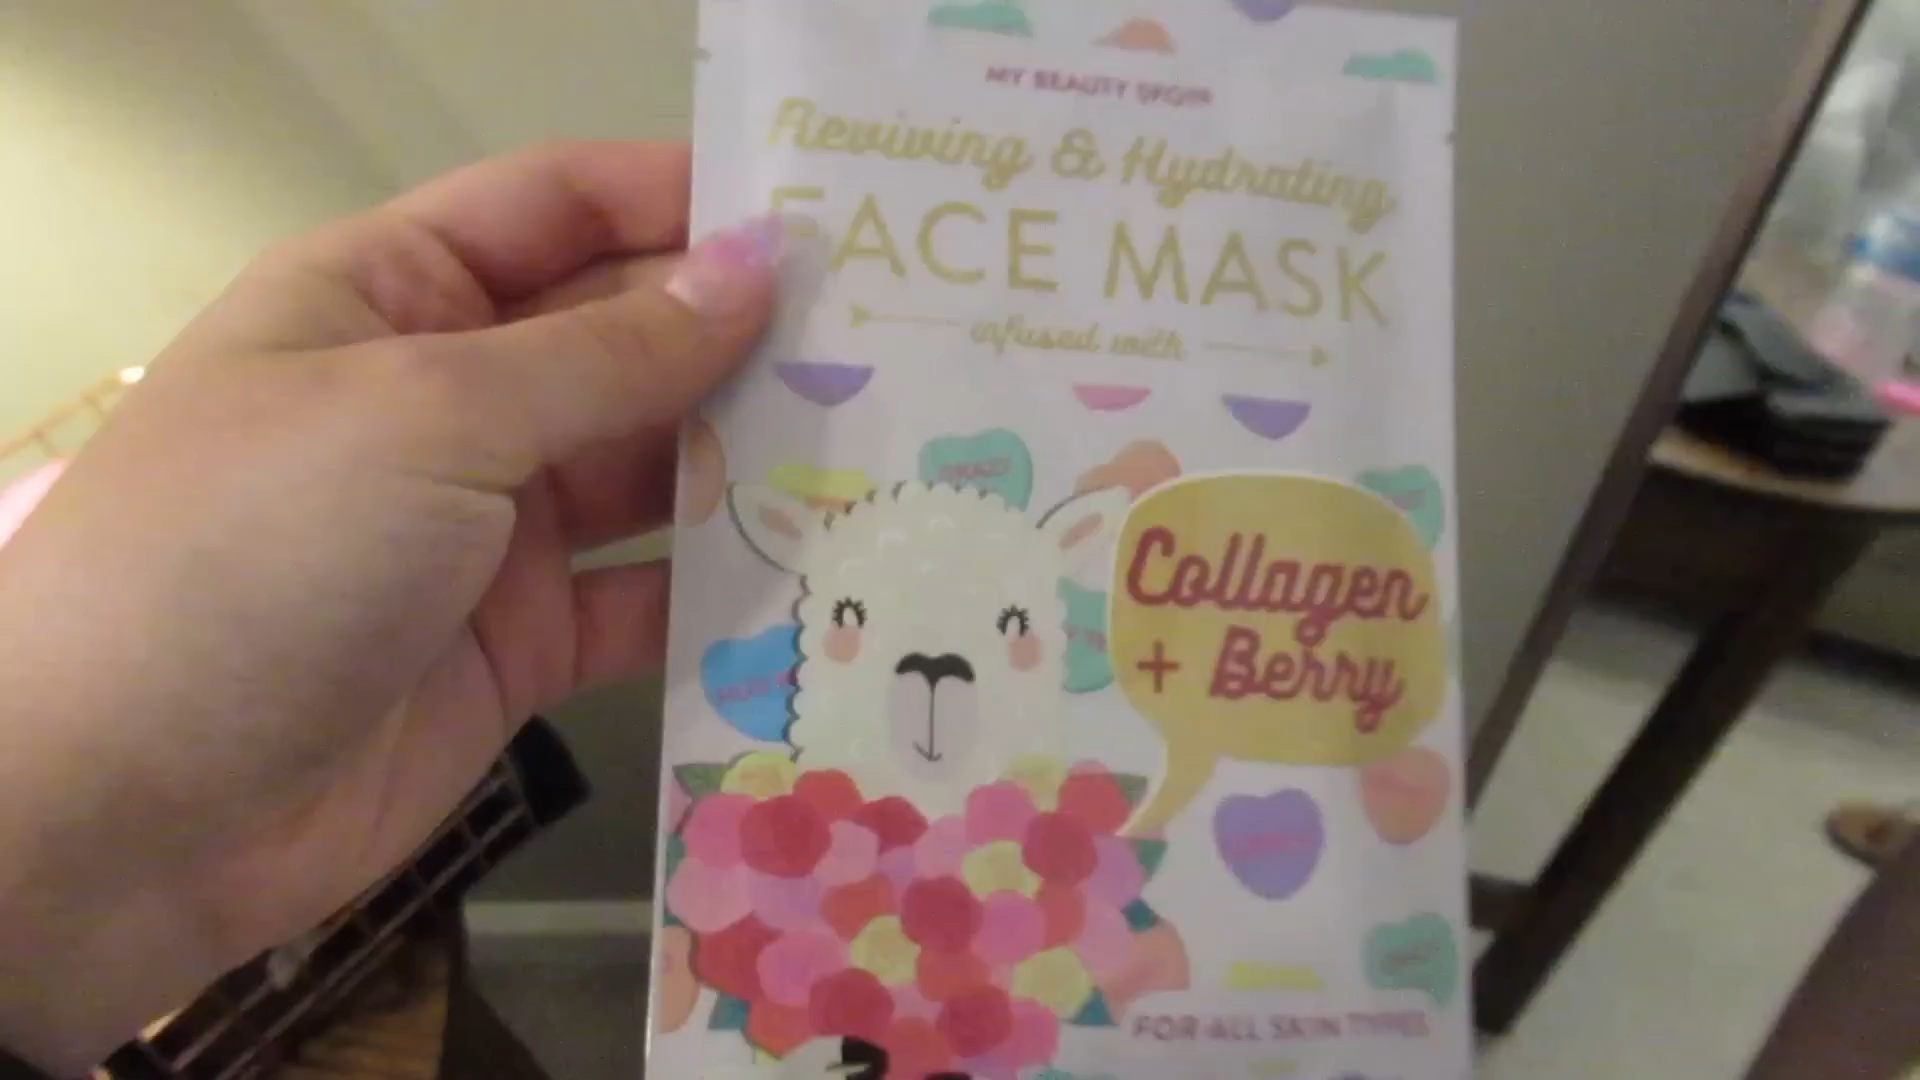 MY BEAUTY SPOT
Reviving & Hydrating
FACE MASK
infused with
Collagen
+ Berry
FOR ALL SKIN TYPES